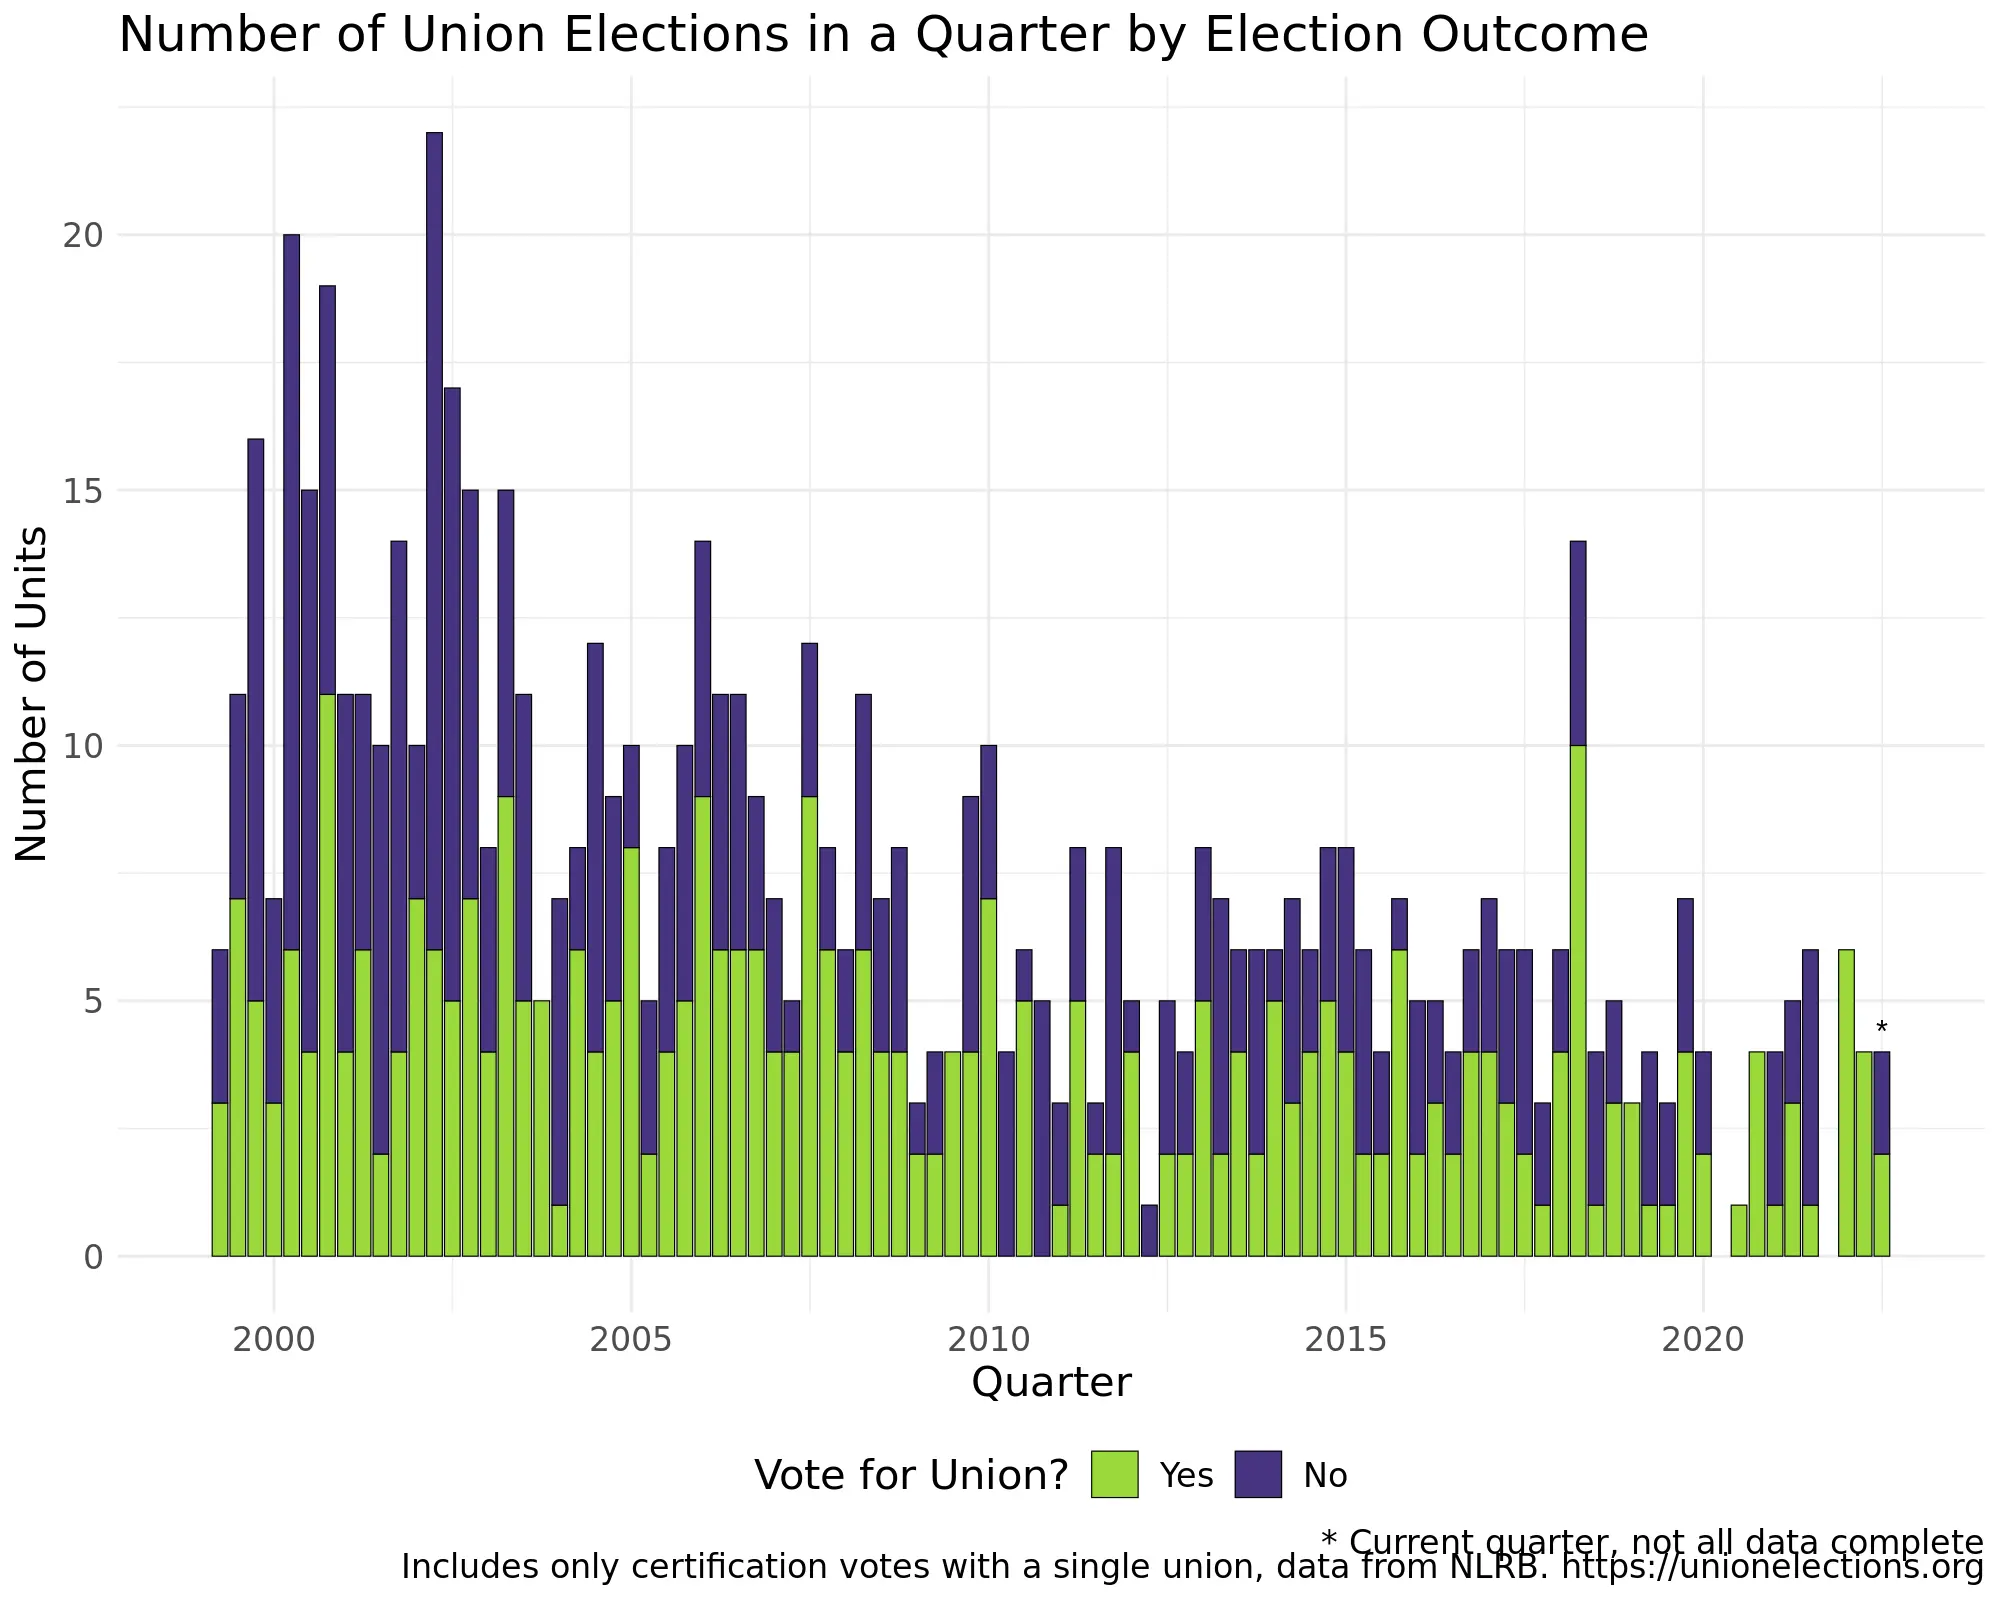 Number of Union Elections in a Quarter by Election Outcome
Number of Units
20
15
10
5
0
*
2000 2005 2010 2015 2020
Quarter
Vote for Union? Yes No
* Current quarter, not all data complete
Includes only certification votes with a single union, data from NLRB. https://unionelections.org